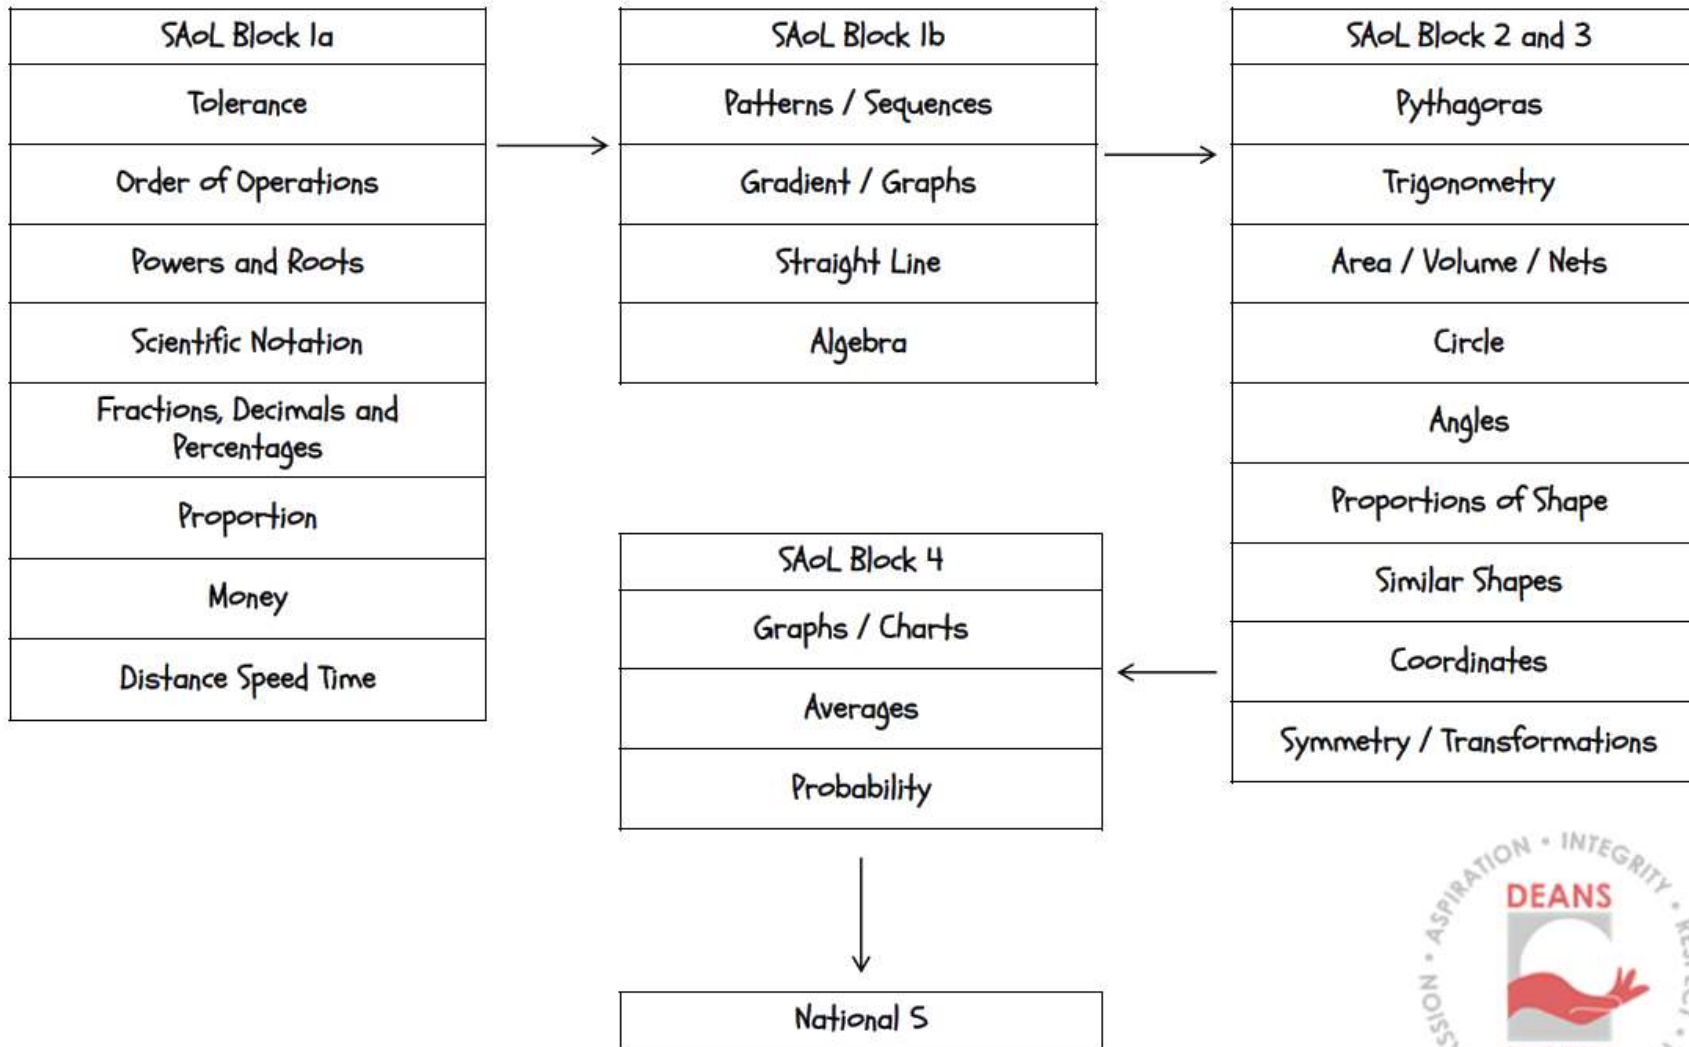 SAoL Block 1a
Tolerance
Order of Operations
Powers and Roots
Scientific Notation
Fractions, Decimals and
Percentages
Proportion
Money
Distance Speed Time
SAoL Block 1b
Patterns / Sequences
Gradient / Graphs
Straight Line
Algebra
SAoL Block 2 and 3
Pythagoras
Trigonometry
Area / Volume / Nets
Circle
Angles
Proportions of Shape
Similar Shapes
Coordinates
Symmetry / Transformations
SAoL Block 4
Graphs / Charts
Averages
Probability
National 5
ASPIRATION • INTEGRITY •
DEANS